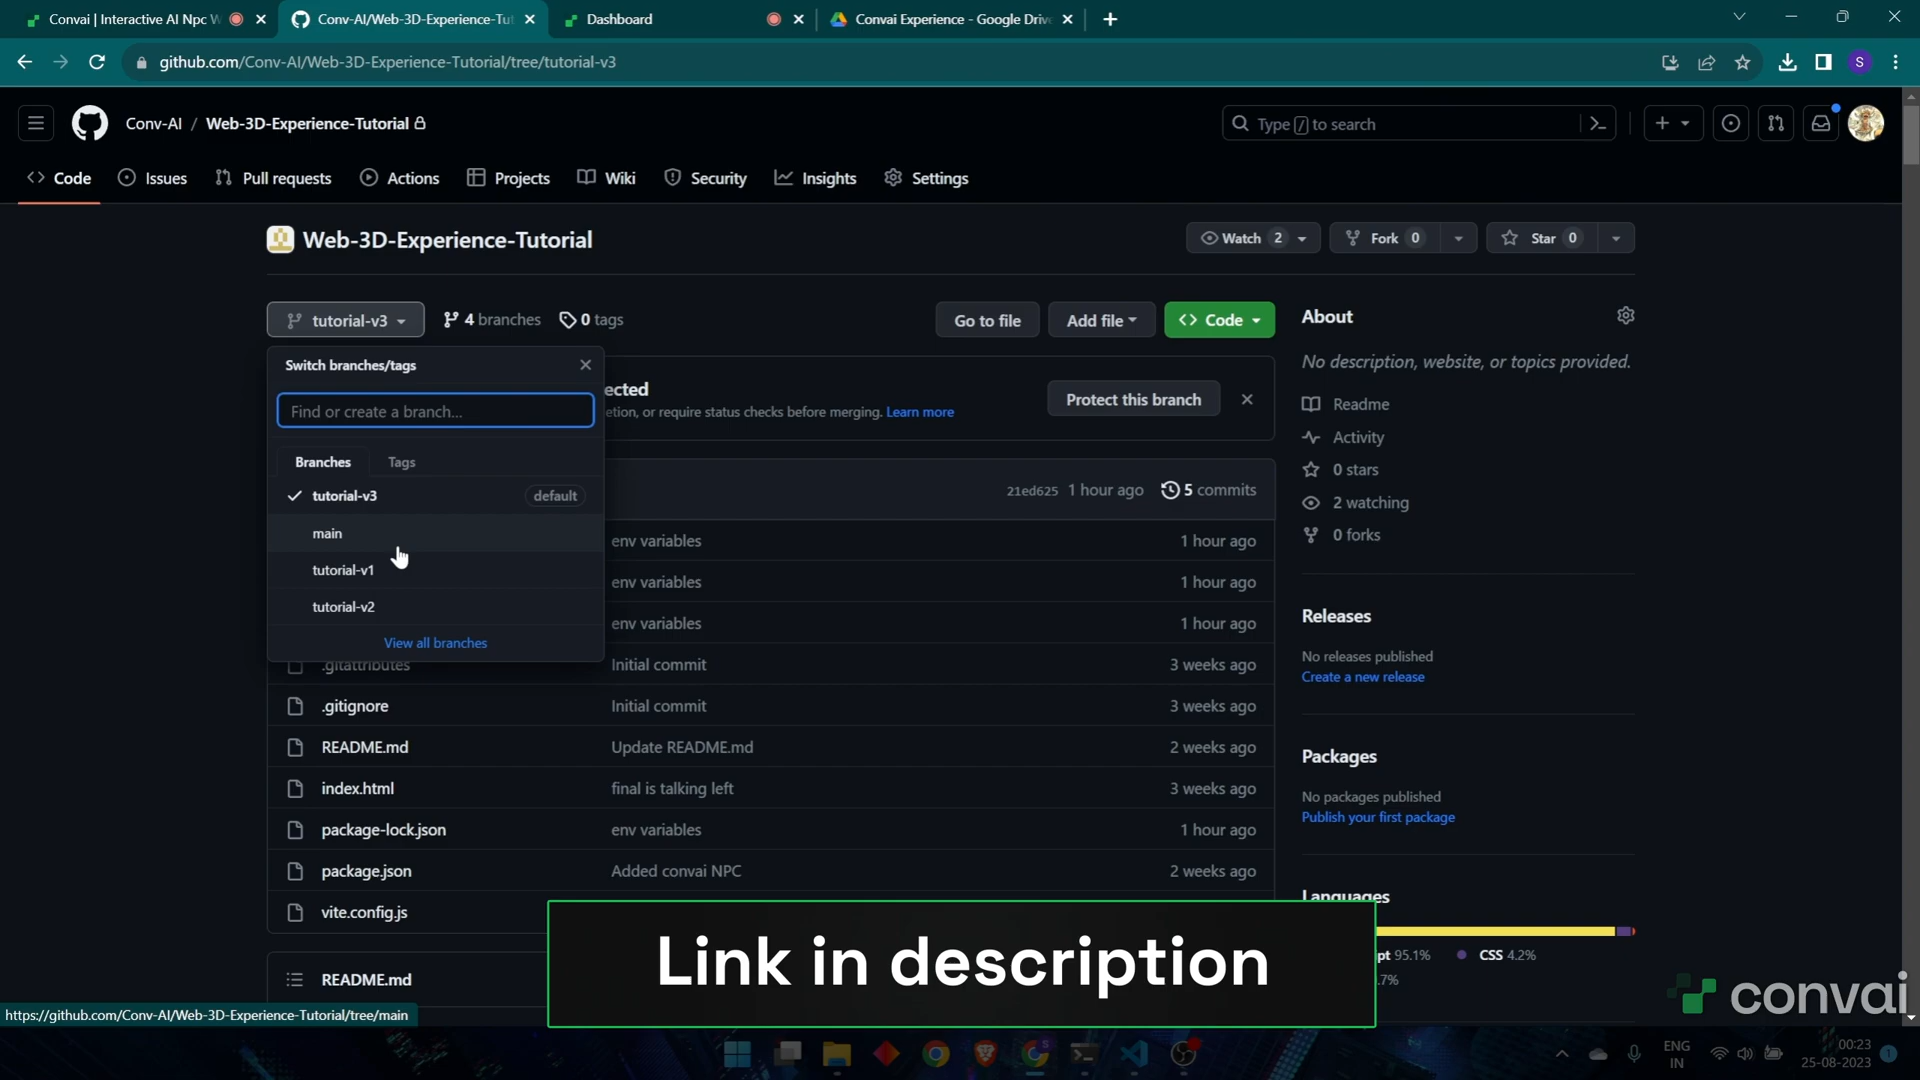 Convai | Interactive AI Npc W
Conv-AI/Web-3D-Experience-Tut
Dashboard
Convai Experience - Google Drive
github.com/Conv-AI/Web-3D-Experience-Tutorial/tree/tutorial-v3
S
Conv-AI / Web-3D-Experience-Tutorial
Type / to search
Code
Issues
Pull requests
Actions
Projects
Wiki
Security
Insights
Settings
Web-3D-Experience-Tutorial
Watch 2
Fork 0
Star 0
tutorial-v3
4 branches
0 tags
Go to file
Add file
Code
Switch branches/tags
Find or create a branch...
Branches
Tags
tutorial-v3 default
main
tutorial-v1
tutorial-v2
View all branches
ected
etion, or require status checks before merging. Learn more
Protect this branch
21ed625 1 hour ago 5 commits
env variables 1 hour ago
env variables 1 hour ago
env variables 1 hour ago
.gitattributes Initial commit 3 weeks ago
.gitignore Initial commit 3 weeks ago
README.md Update README.md 2 weeks ago
index.html final is talking left 3 weeks ago
package-lock.json env variables 1 hour ago
package.json Added convai NPC 2 weeks ago
vite.config.js
README.md
About
No description, website, or topics provided.
Readme
Activity
0 stars
2 watching
0 forks
Releases
No releases published
Create a new release
Packages
No packages published
Publish your first package
Languages
pt 95.1% CSS 4.2%
.7%
Link in description
convai
https://github.com/Conv-AI/Web-3D-Experience-Tutorial/tree/main
ENG
IN
00:23
25-08-2023
1